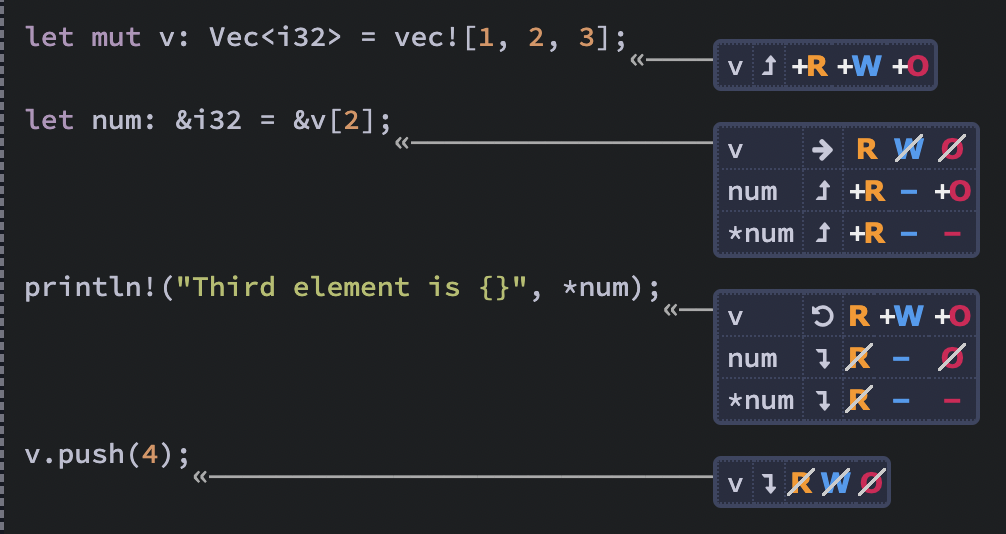 let mut v: Vec<i32> = vec![1, 2, 3];
« v ↱ +R +W +O
let num: &i32 = &v[2];
« v → R W̸ O̸
num ↱ +R - +O
*num ↱ +R - -
println!("Third element is {}", *num);
« v ↺ R +W +O
num ↴ R̸ - O̸
*num ↴ R̸ - -
v.push(4);
« v ↴ R̸ W̸ O̸